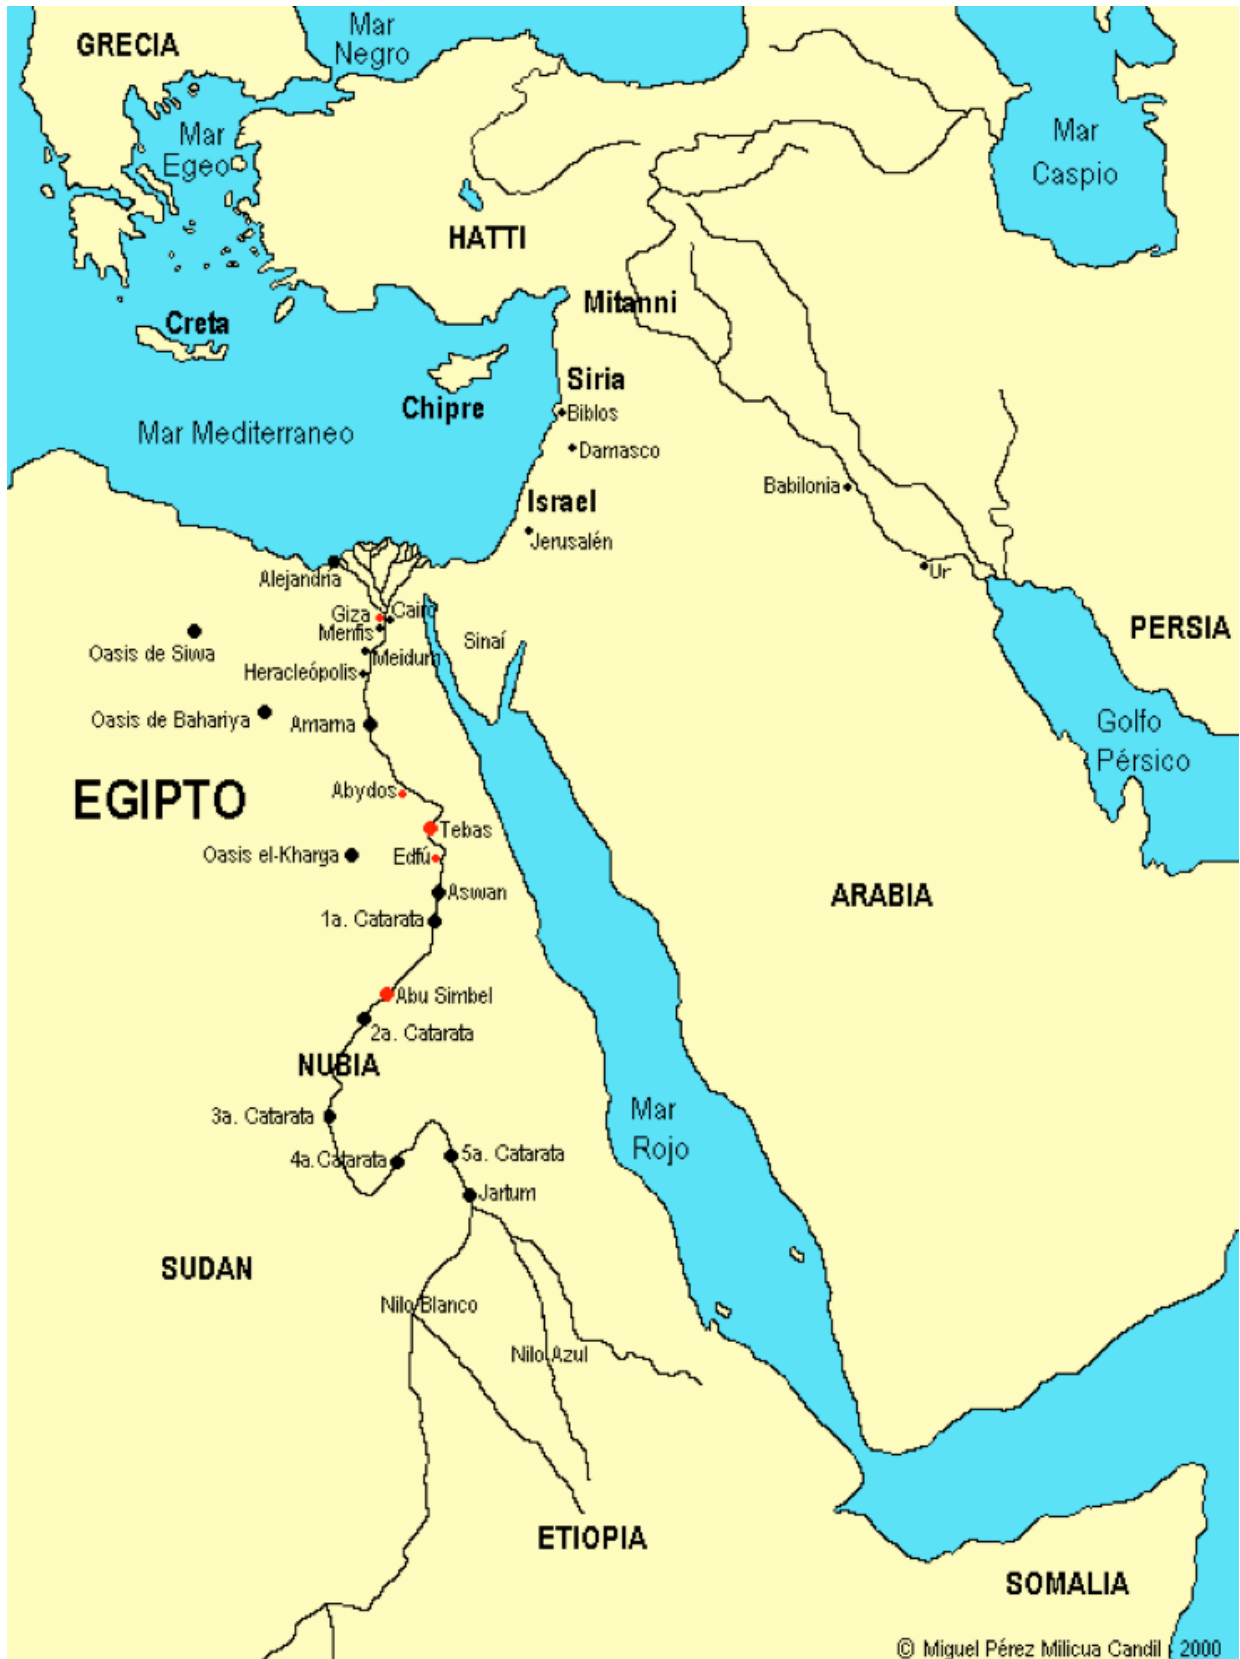 GRECIA
Mar
Negro
Mar
Egeo
Mar
Caspio
HATTI
Mitanni
Creta
Siria
Chipre
Biblos
Mar Mediterraneo
Damasco
Babilonia
Israel
Jerusalén
Alejandría
Ur
Giza
Cairo
Menfis
PERSIA
Sinaí
Oasis de Siwa
Meidum
Heracleópolis
Oasis de Bahariya
Amarna
Golfo
Pérsico
EGIPTO
Abydos
Tebas
Oasis el-Kharga
Edfú
Aswan
ARABIA
1a. Catarata
Abu Simbel
2a. Catarata
NUBIA
3a. Catarata
Mar
Rojo
4a. Catarata
5a. Catarata
Jartum
SUDAN
Nilo Blanco
Nilo Azul
ETIOPIA
SOMALIA
© Miguel Pérez Milicua Candil - 2000